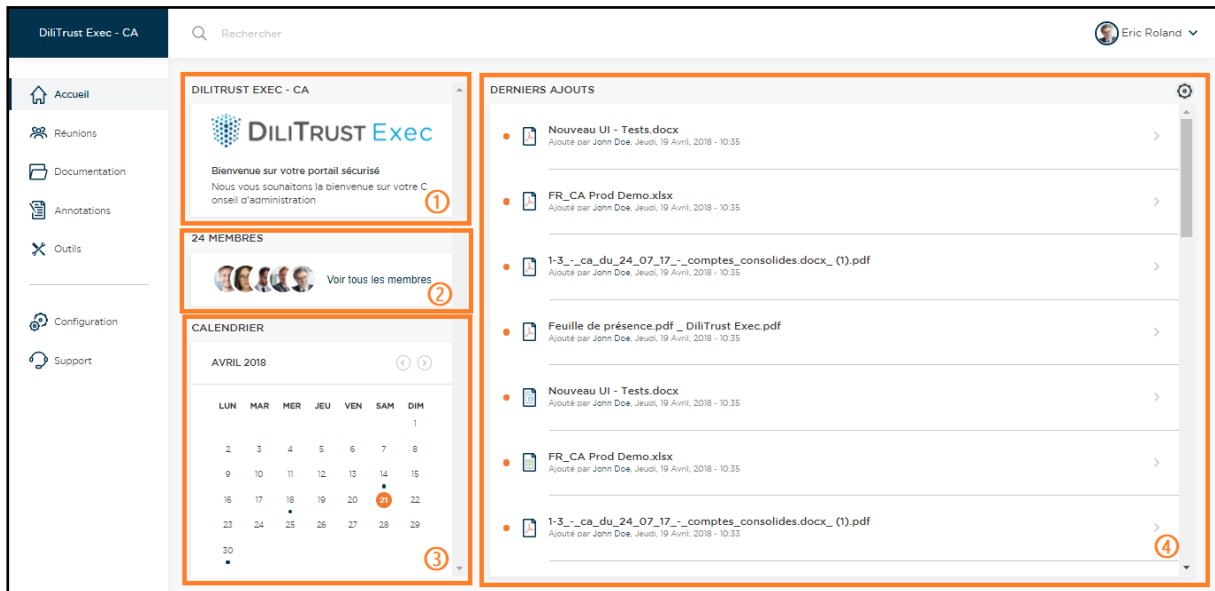 DiliTrust Exec - CA
Rechercher
Eric Roland
Accueil
Réunions
Documentation
Annotations
Outils
Configuration
Support
DILITRUST EXEC - CA
DILITRUST Exec
Bienvenue sur votre portail sécurisé
Nous vous souhaitons la bienvenue sur votre C
onseil d'administration
1
24 MEMBRES
Voir tous les membres
2
CALENDRIER
AVRIL 2018
LUN MAR MER JEU VEN SAM DIM
1
2 3 4 5 6 7 8
9 10 11 12 13 14 15
16 17 18 19 20 21 22
23 24 25 26 27 28 29
30
3
DERNIERS AJOUTS
Nouveau UI - Tests.docx
Ajouté par John Doe, Jeudi, 19 Avril, 2018 - 10:35
FR_CA Prod Demo.xlsx
Ajouté par John Doe, Jeudi, 19 Avril, 2018 - 10:35
1-3_-_ca_du_24_07_17_-_comptes_consolides.docx_ (1).pdf
Ajouté par John Doe, Jeudi, 19 Avril, 2018 - 10:35
Feuille de présence.pdf _ DiliTrust Exec.pdf
Ajouté par John Doe, Jeudi, 19 Avril, 2018 - 10:35
Nouveau UI - Tests.docx
Ajouté par John Doe, Jeudi, 19 Avril, 2018 - 10:35
FR_CA Prod Demo.xlsx
Ajouté par John Doe, Jeudi, 19 Avril, 2018 - 10:35
1-3_-_ca_du_24_07_17_-_comptes_consolides.docx_ (1).pdf
Ajouté par John Doe, Jeudi, 19 Avril, 2018 - 10:33
4